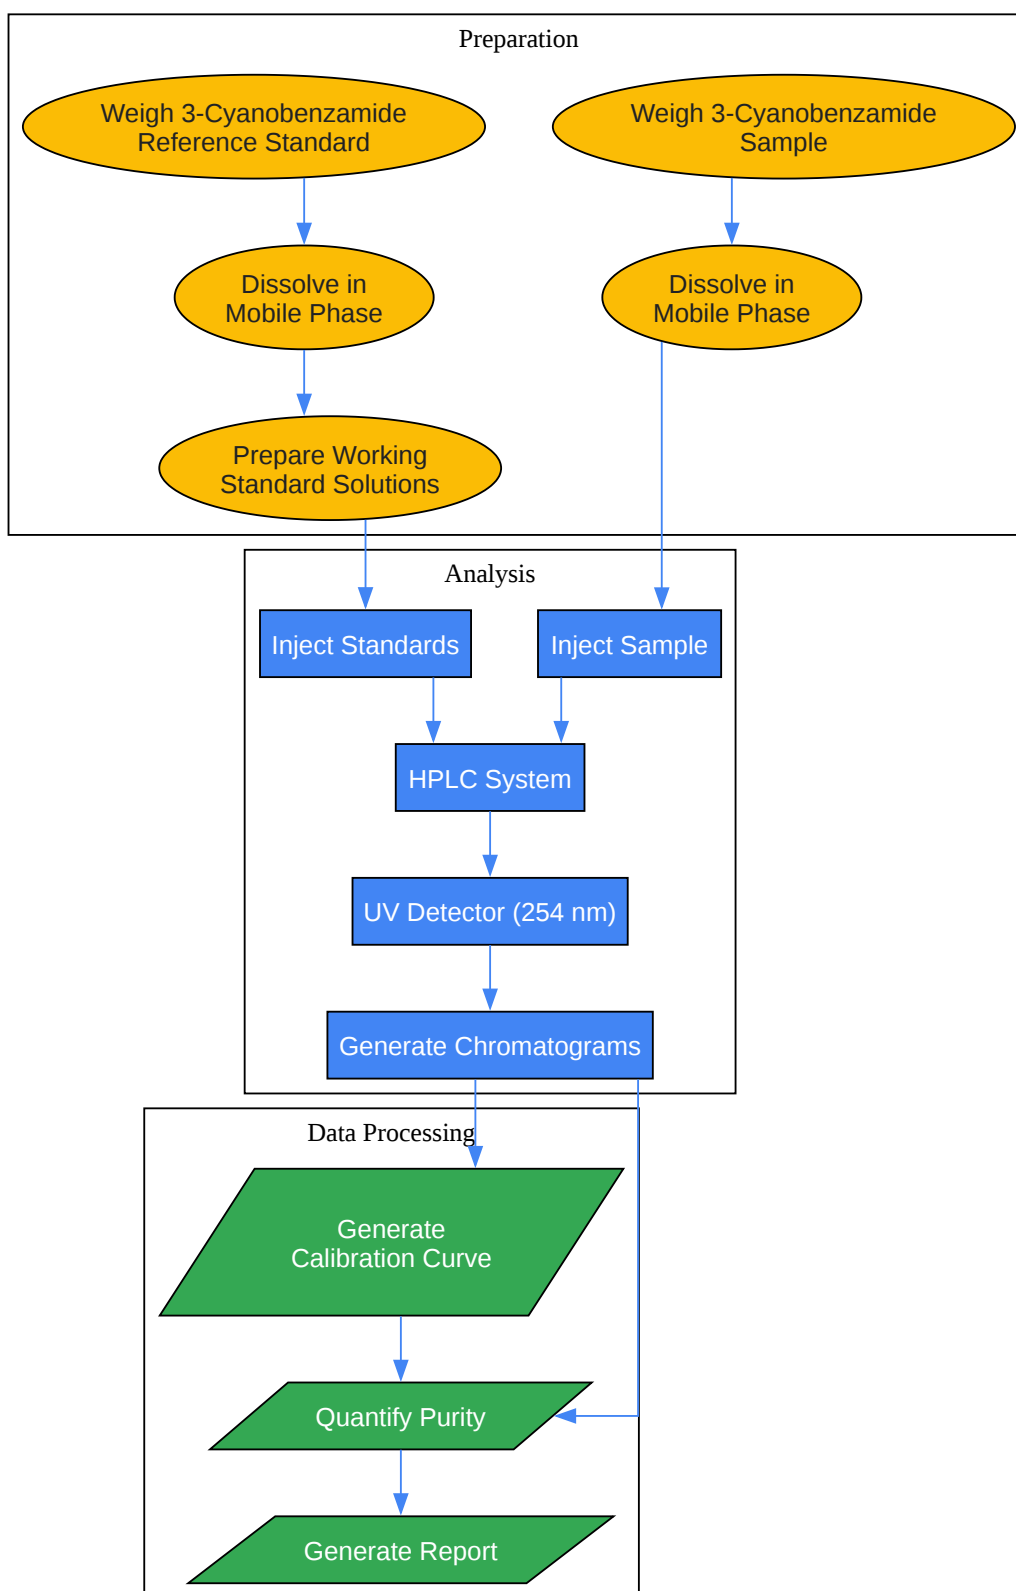 Preparation
Weigh 3-Cyanobenzamide
Reference Standard
Weigh 3-Cyanobenzamide
Sample
Dissolve in
Mobile Phase
Dissolve in
Mobile Phase
Prepare Working
Standard Solutions
Analysis
Inject Standards
Inject Sample
HPLC System
UV Detector (254 nm)
Generate Chromatograms
Data Processing
Generate
Calibration Curve
Quantify Purity
Generate Report